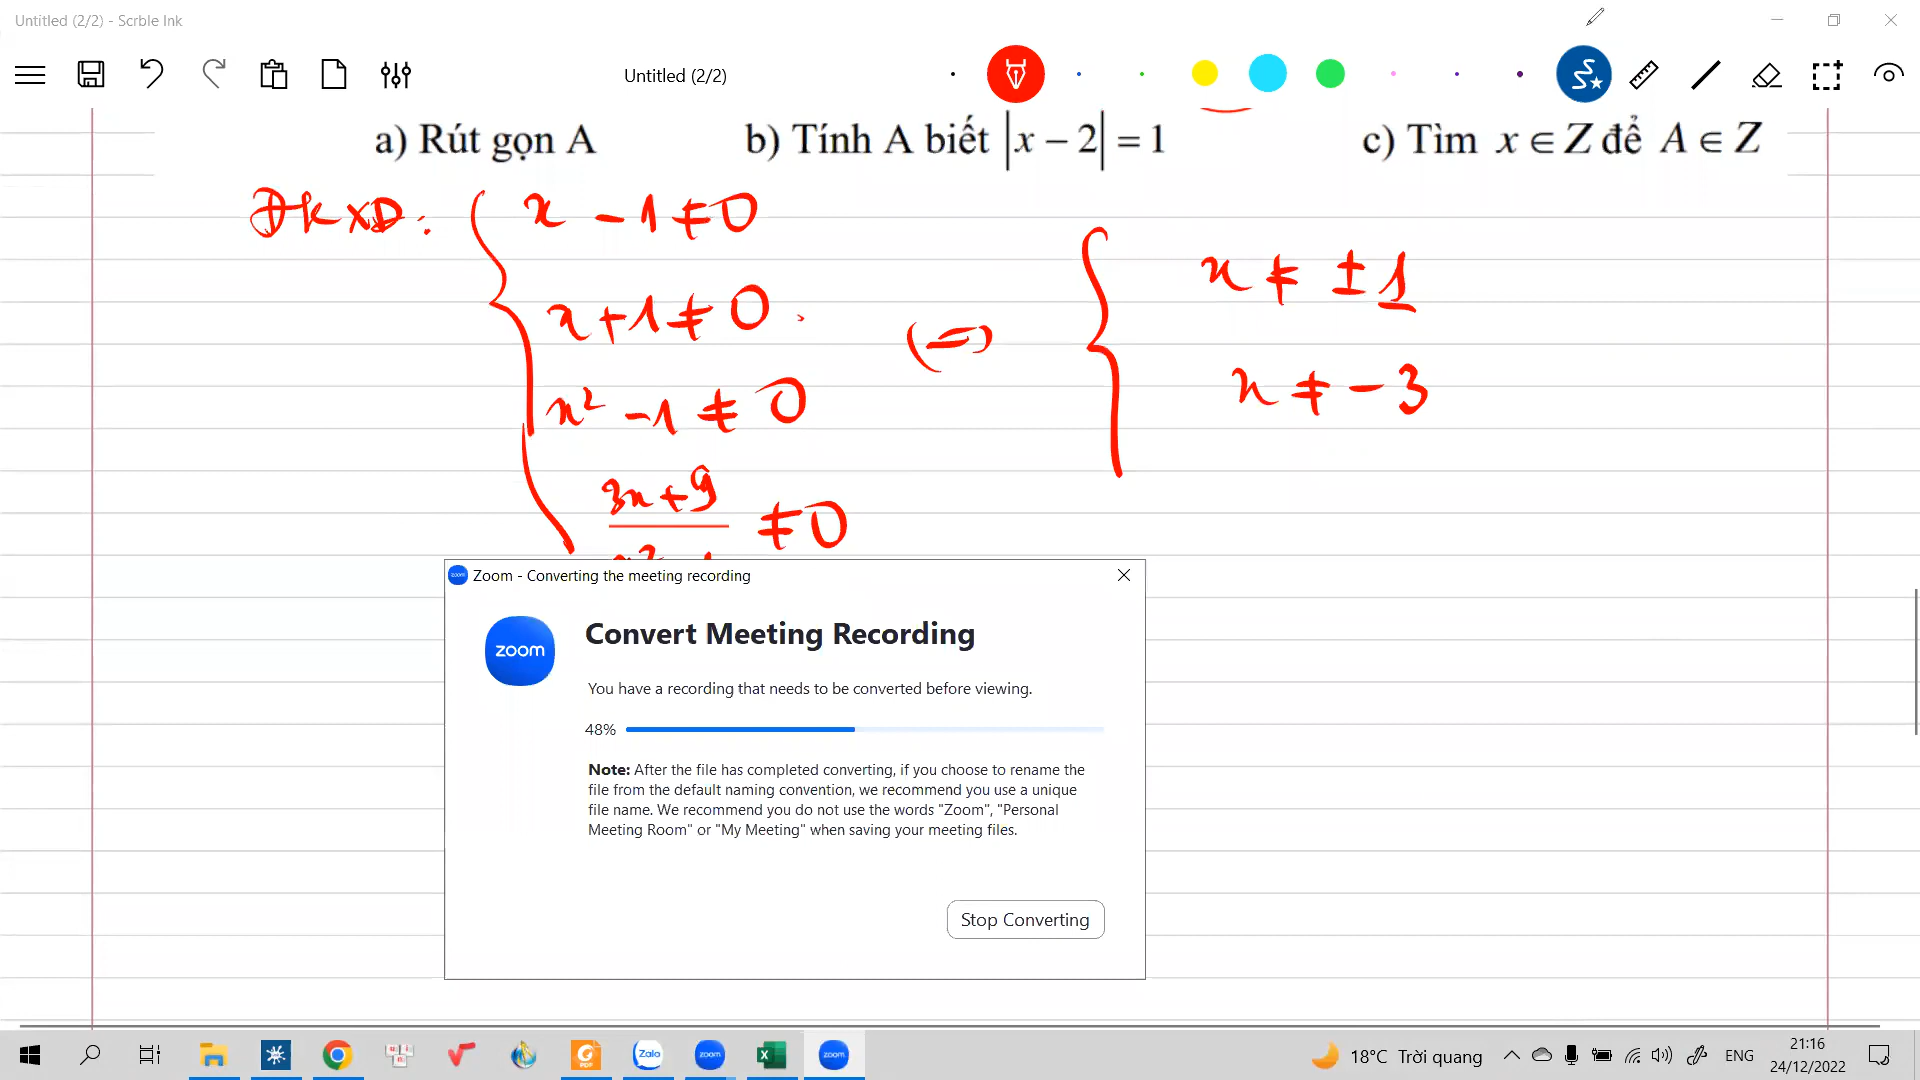 Untitled (2/2) - Scrble Ink
Untitled (2/2)
a) Rút gọn A b) Tính A biết |x − 2| = 1 c) Tìm x ∈ Z để A ∈ Z
ĐKXĐ: { x − 1 ≠ 0
x + 1 ≠ 0
x² − 1 ≠ 0
3x + 9 / ≠ 0
(=) { x ≠ ± 1
x ≠ − 3
Zoom - Converting the meeting recording
zoom
Convert Meeting Recording
You have a recording that needs to be converted before viewing.
48%
Note: After the file has completed converting, if you choose to rename the
file from the default naming convention, we recommend you use a unique
file name. We recommend you do not use the words "Zoom", "Personal
Meeting Room" or "My Meeting" when saving your meeting files.
Stop Converting
Zalo
zoom
zoom
18°C Trời quang
ENG
21:16
24/12/2022